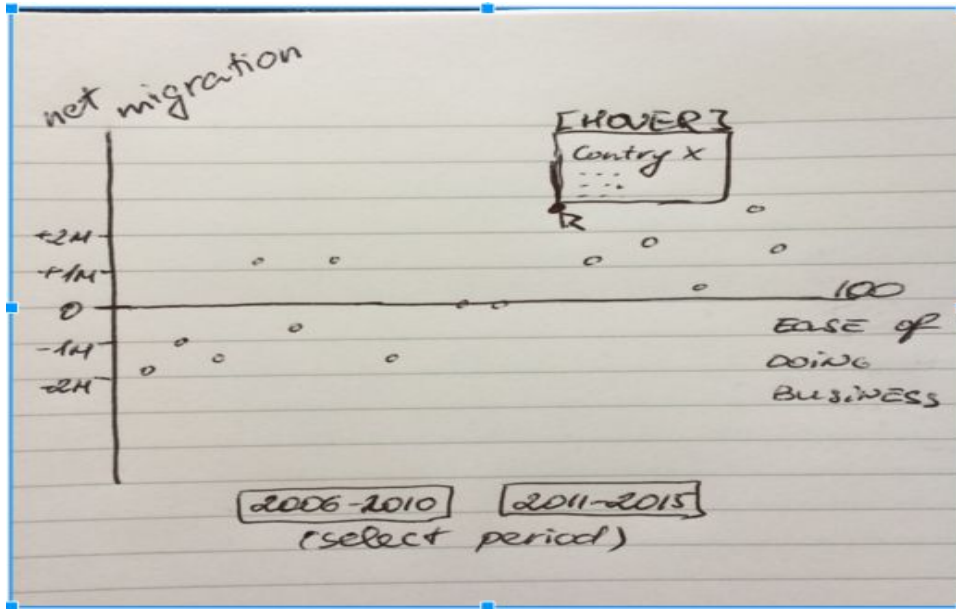 net migration
[HOVER]
Contry X
+2M
+1M
0
-1M
-2M
100
EASE OF
DOING
BUSINESS
2006-2010
2011-2015
(select period)